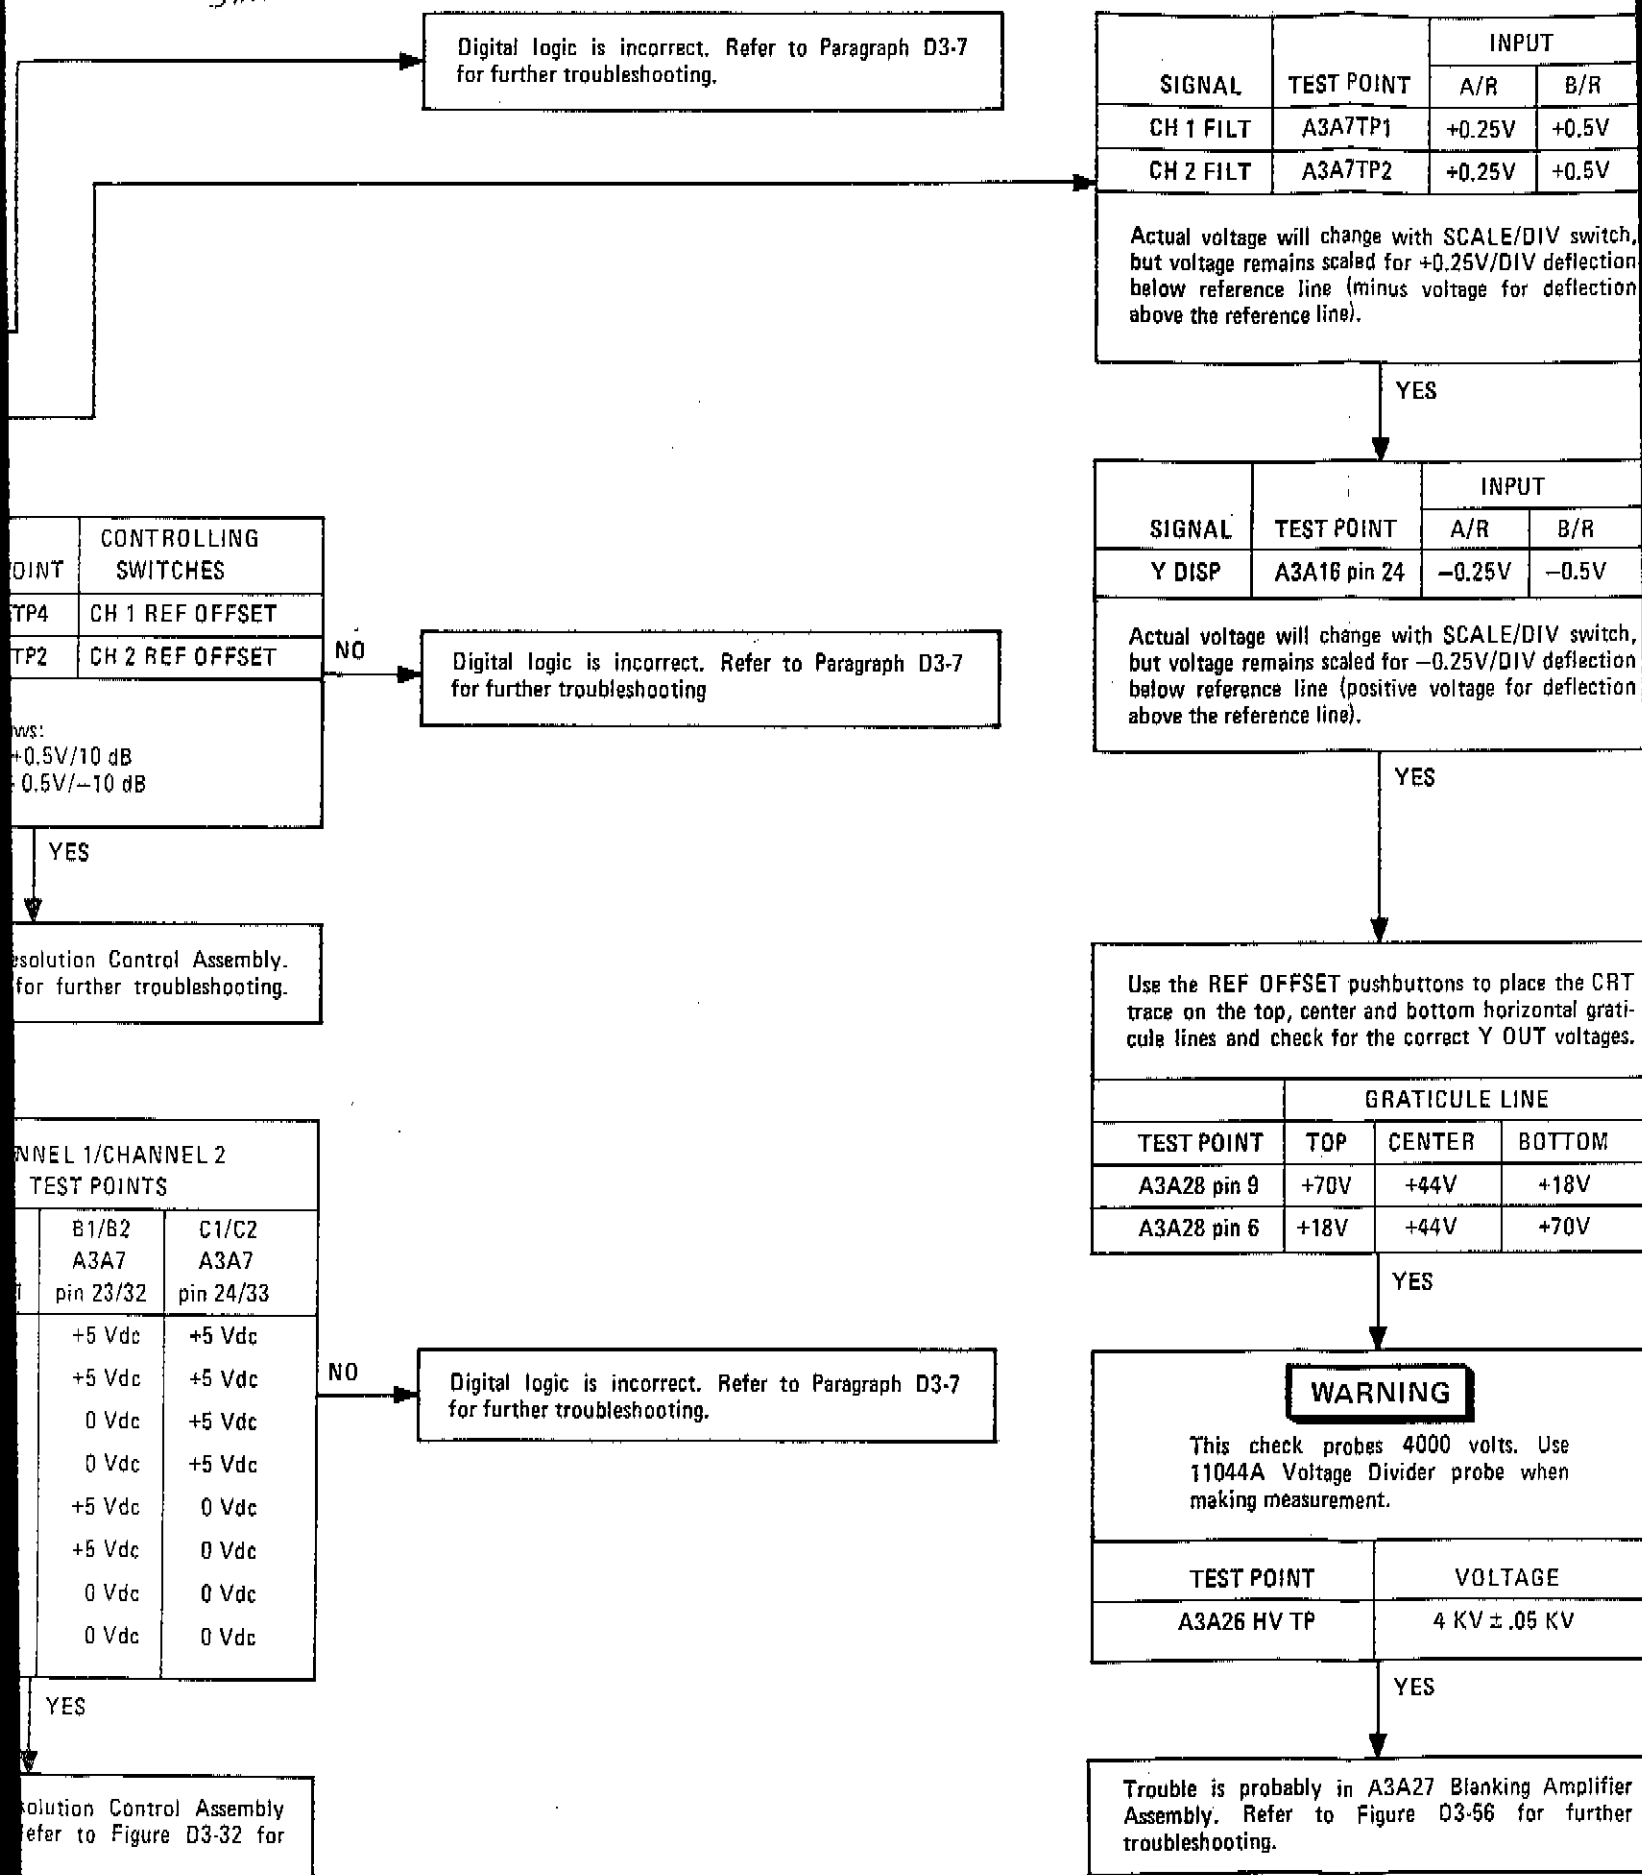 Digital logic is incorrect. Refer to Paragraph D3-7
for further troubleshooting.
INPUT
SIGNAL TEST POINT A/R B/R
CH 1 FILT A3A7TP1 +0.25V +0.5V
CH 2 FILT A3A7TP2 +0.25V +0.5V
Actual voltage will change with SCALE/DIV switch,
but voltage remains scaled for +0.25V/DIV deflection
below reference line (minus voltage for deflection
above the reference line).
YES
INPUT
SIGNAL TEST POINT A/R B/R
Y DISP A3A16 pin 24 −0.25V −0.5V
Actual voltage will change with SCALE/DIV switch,
but voltage remains scaled for −0.25V/DIV deflection
below reference line (positive voltage for deflection
above the reference line).
YES
CONTROLLING
OINT SWITCHES
TP4 CH 1 REF OFFSET
TP2 CH 2 REF OFFSET
NO
Digital logic is incorrect. Refer to Paragraph D3-7
for further troubleshooting
ws:
+0.5V/10 dB
0.5V/−10 dB
YES
esolution Control Assembly.
for further troubleshooting.
Use the REF OFFSET pushbuttons to place the CRT
trace on the top, center and bottom horizontal grati-
cule lines and check for the correct Y OUT voltages.
GRATICULE LINE
TEST POINT TOP CENTER BOTTOM
A3A28 pin 9 +70V +44V +18V
A3A28 pin 6 +18V +44V +70V
YES
NNEL 1/CHANNEL 2
TEST POINTS
B1/B2 C1/C2
A3A7 A3A7
pin 23/32 pin 24/33
+5 Vdc +5 Vdc
+5 Vdc +5 Vdc
0 Vdc +5 Vdc
0 Vdc +5 Vdc
+5 Vdc 0 Vdc
+5 Vdc 0 Vdc
0 Vdc 0 Vdc
0 Vdc 0 Vdc
NO
Digital logic is incorrect. Refer to Paragraph D3-7
for further troubleshooting.
WARNING
This check probes 4000 volts. Use
11044A Voltage Divider probe when
making measurement.
TEST POINT VOLTAGE
A3A26 HV TP 4 KV ± .05 KV
YES
YES
olution Control Assembly
efer to Figure D3-32 for
Trouble is probably in A3A27 Blanking Amplifier
Assembly. Refer to Figure D3-56 for further
troubleshooting.